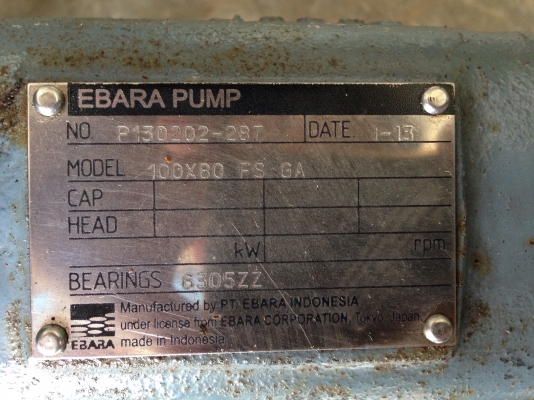 EBARA PUMP
NO. P130202-28T DATE. 1-13
MODEL 100X80 FS GA
CAP
HEAD
kW rpm
BEARINGS 6305ZZ
Manufactured by PT. EBARA INDONESIA
under license from EBARA CORPORATION, Tokyo Japan.
EBARA made in Indonesia